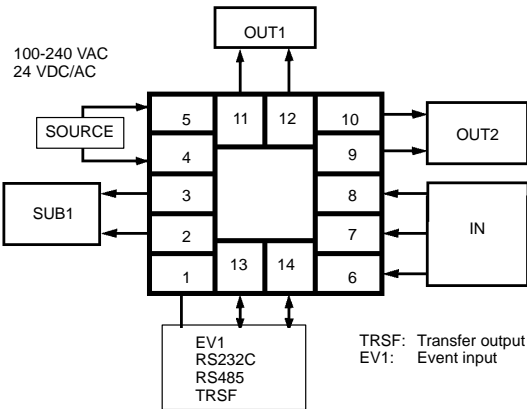 OUT1
100-240 VAC
24 VDC/AC
5 11 12 10
SOURCE
OUT2
4 9
3 8
SUB1
IN
2 7
1 13 14 6
EV1
RS232C
RS485
TRSF
TRSF: Transfer output
EV1: Event input